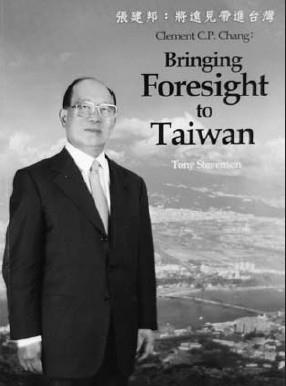 張建邦：將遠見帶進台灣
Clement C.P. Chang:
Bringing
Foresight
to
Taiwan
Tony Stevenson